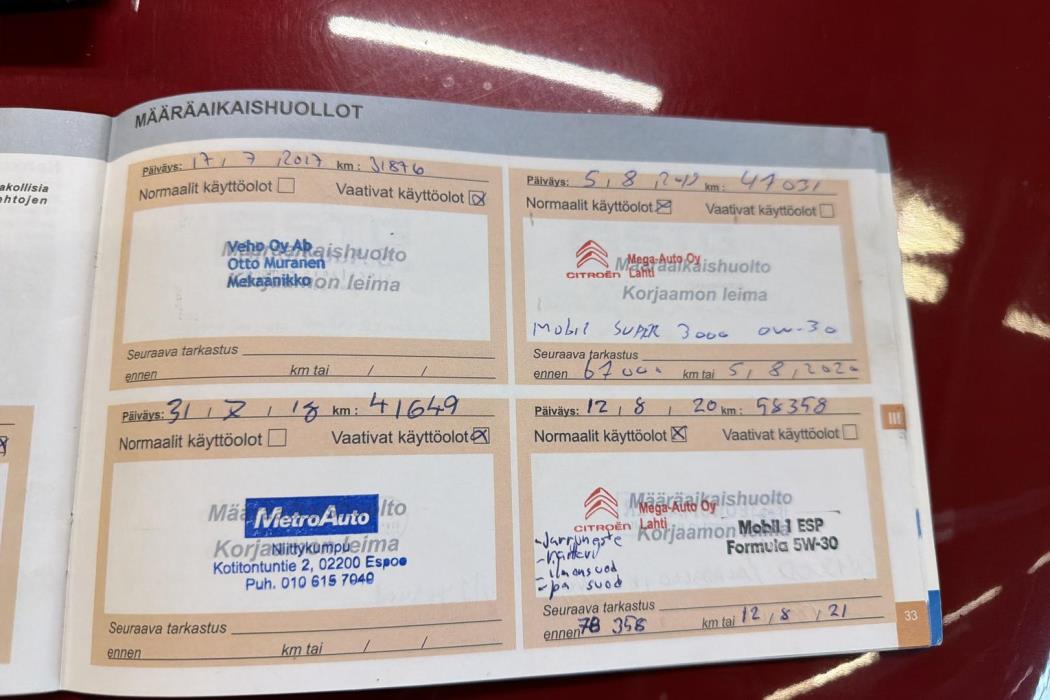 akollisia
ehtojen
MÄÄRÄAIKAISHUOLLOT
Päiväys: 17 / 7 / 2017 km: 31876
Normaalit käyttöolot ☐ Vaativat käyttöolot ☒
Määräaikaishuolto
Korjaamon leima
Veho Oy Ab
Otto Muranen
Mekaanikko
Seuraava tarkastus
ennen km tai / /
Päiväys: 5 / 8 / 2019 km: 47031
Normaalit käyttöolot ☒ Vaativat käyttöolot ☐
Määräaikaishuolto
Korjaamon leima
CITROËN
Mega-Auto Oy
Lahti
Mobil SUPER 3000 0W-30
Seuraava tarkastus
ennen 67000 km tai 5 / 8 / 2020
Päiväys: 31 / 7 / 18 km: 41649
Normaalit käyttöolot ☐ Vaativat käyttöolot ☒
Määräaikaishuolto
Korjaamon leima
MetroAuto
Niittykumpu
Kotitontuntie 2, 02200 Espoo
Puh. 010 615 7040
Seuraava tarkastus
ennen km tai / /
Päiväys: 12 / 8 / 20 km: 58358
Normaalit käyttöolot ☒ Vaativat käyttöolot ☐
Määräaikaishuolto
Korjaamon leima
CITROËN
Mega-Auto Oy
Lahti
Mobil 1 ESP
Formula 5W-30
- Jarrunste
- ilmansuod
- pa suod
Seuraava tarkastus
ennen 78 358 km tai 12 / 8 / 21
III
33